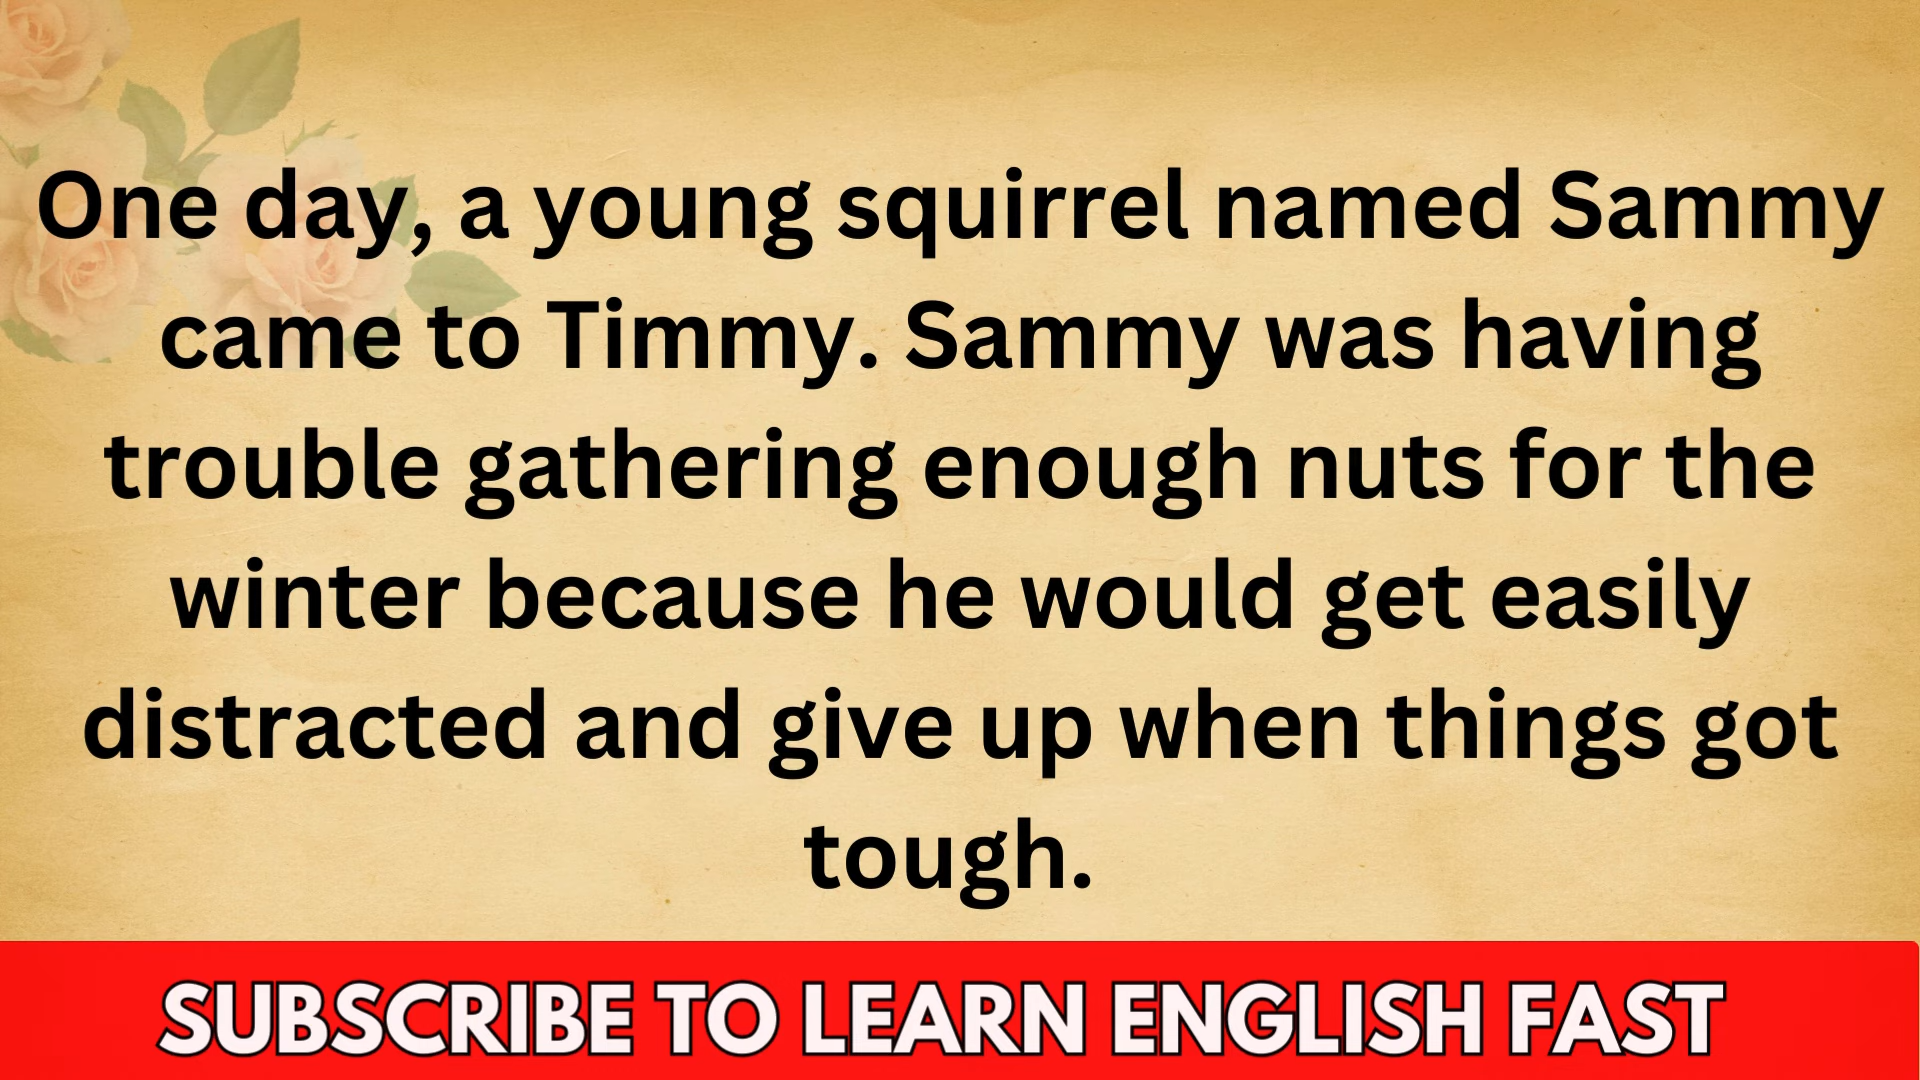 One day, a young squirrel named Sammy
came to Timmy. Sammy was having
trouble gathering enough nuts for the
winter because he would get easily
distracted and give up when things got
tough.
SUBSCRIBE TO LEARN ENGLISH FAST